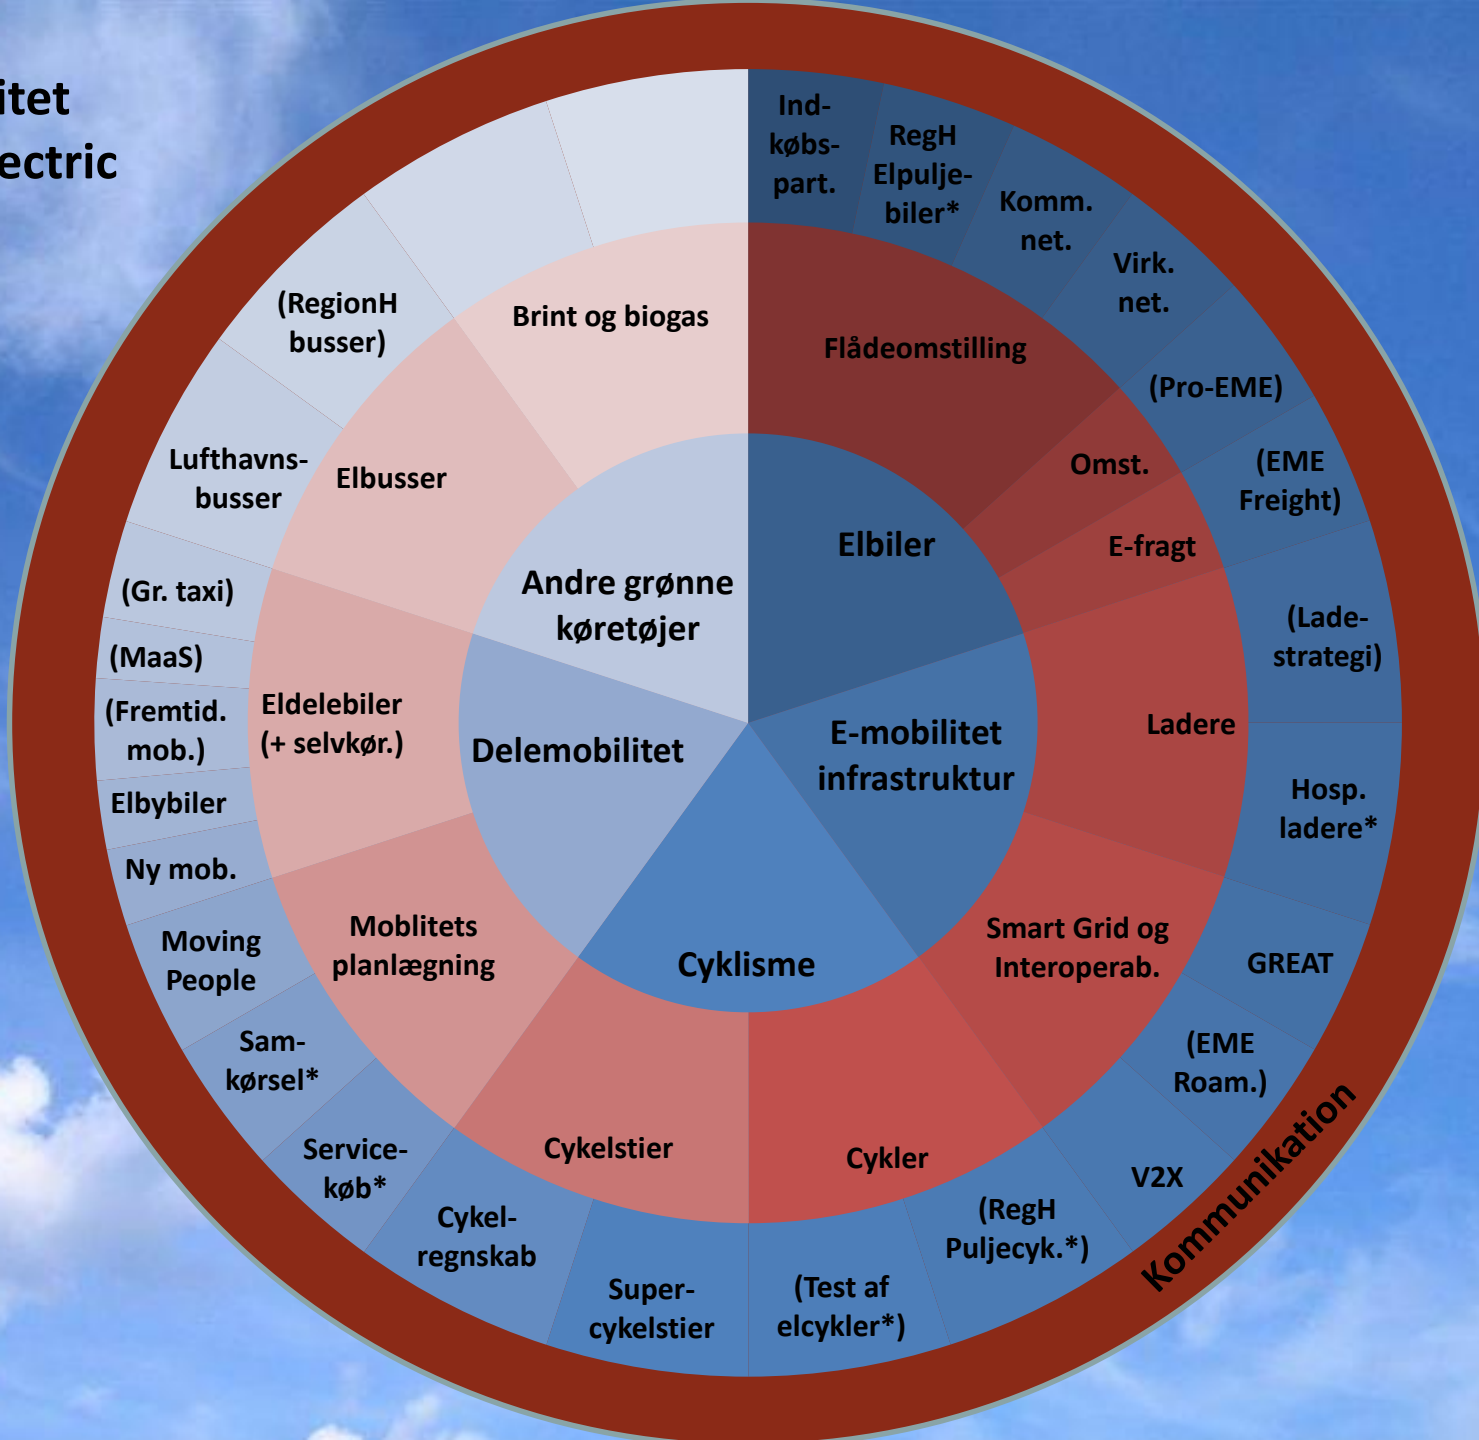 itet
ectric
Ind-
købs-
part.
RegH
Elpulje-
biler*
Komm.
net.
Virk.
net.
(Pro-EME)
(EME
Freight)
(Lade-
strategi)
Hosp.
ladere*
GREAT
(EME
Roam.)
V2X
(RegH
Puljecyk.*)
(Test af
elcykler*)
Super-
cykelstier
Cykel-
regnskab
Service-
køb*
Sam-
kørsel*
Moving
People
Ny mob.
Elbybiler
(Fremtid.
mob.)
(MaaS)
(Gr. taxi)
Lufthavns-
busser
(RegionH
busser)
Brint og biogas
Flådeomstilling
Omst.
E-fragt
Ladere
Smart Grid og
Interoperab.
Cykler
Cykelstier
Moblitets
planlægning
Eldelebiler
(+ selvkør.)
Elbusser
Elbiler
E-mobilitet
infrastruktur
Cyklisme
Delemobilitet
Andre grønne
køretøjer
Kommunikation